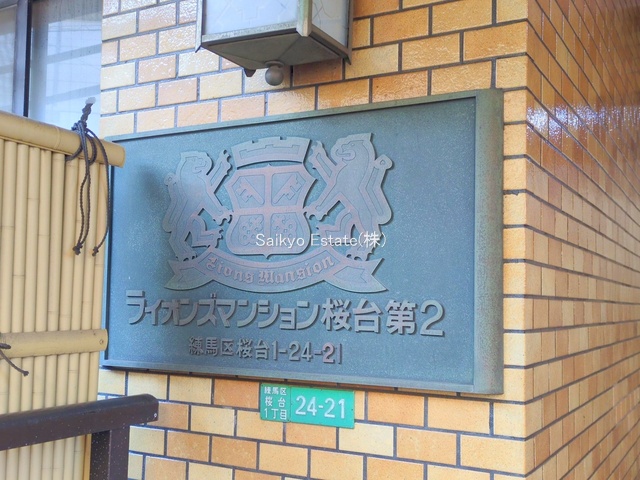 Saikyo Estate(株)
Lions Mansion
ライオンズマンション桜台第2
練馬区桜台1-24-21
練馬区
桜台
1丁目
24-21